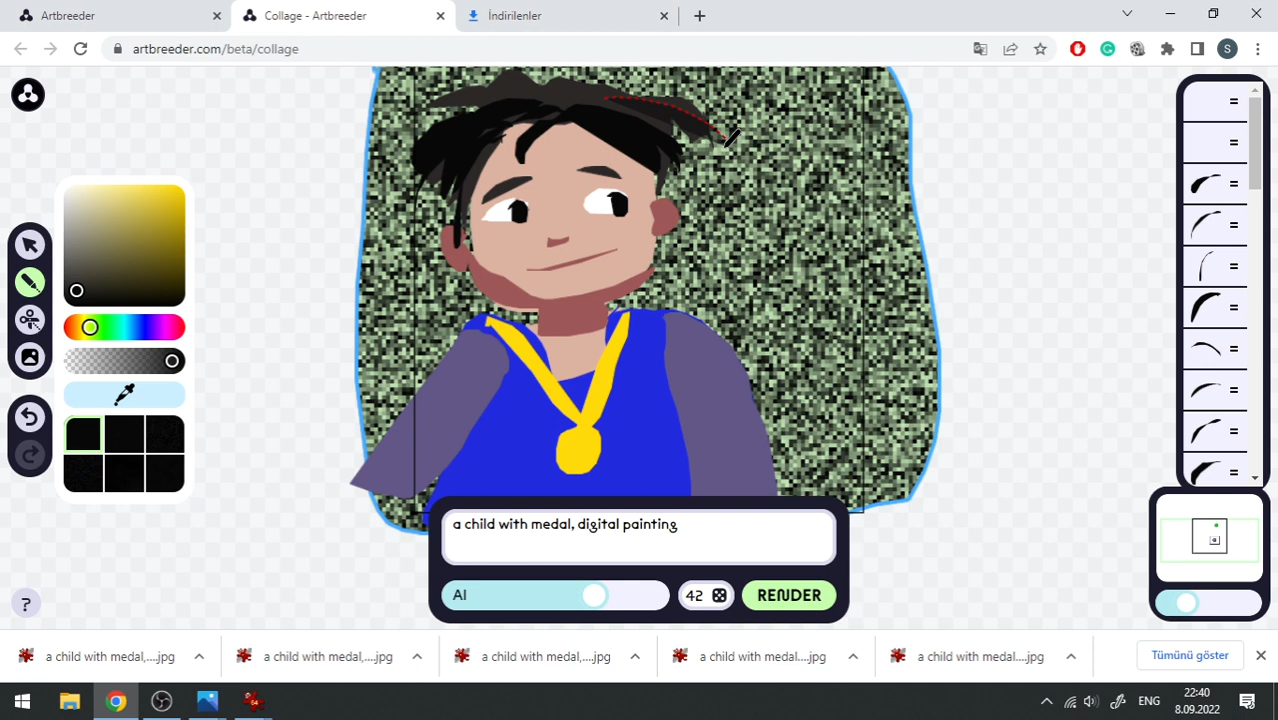 Artbreeder
Collage - Artbreeder
İndirilenler
artbreeder.com/beta/collage
S
a child with medal, digital painting
AI
42
RENDER
?
a child with medal,....jpg
a child with medal,....jpg
a child with medal,....jpg
a child with medal....jpg
a child with medal....jpg
Tümünü göster
64
ENG
22:40
8.09.2022